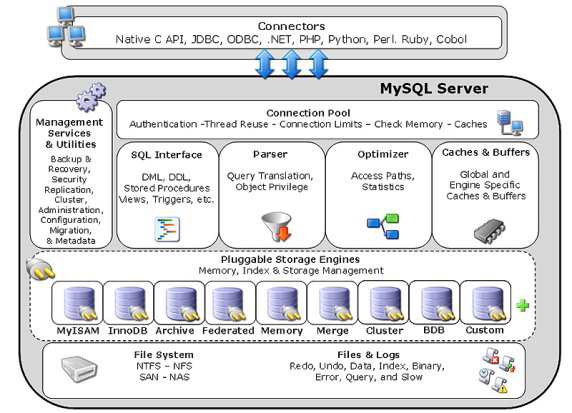 Connectors
Native C API, JDBC, ODBC, .NET, PHP, Python, Perl. Ruby, Cobol
MySQL Server
Management
Services
& Utilities
Backup &
Recovery,
Security
Replication,
Cluster,
Administration,
Configuration,
Migration,
& Metadata
Connection Pool
Authentication -Thread Reuse - Connection Limits – Check Memory - Caches
SQL Interface
DML, DDL,
Stored Procedures
Views, Triggers, etc.
Parser
Query Translation,
Object Privilege
Optimizer
Access Paths,
Statistics
Caches & Buffers
Global and
Engine Specific
Caches & Buffers
Pluggable Storage Engines
Memory, Index & Storage Management
MyISAM
InnoDB
Archive
Federated
Memory
Merge
Cluster
BDB
Custom
File System
NTFS – NFS
SAN - NAS
Files & Logs
Redo, Undo, Data, Index, Binary,
Error, Query, and Slow